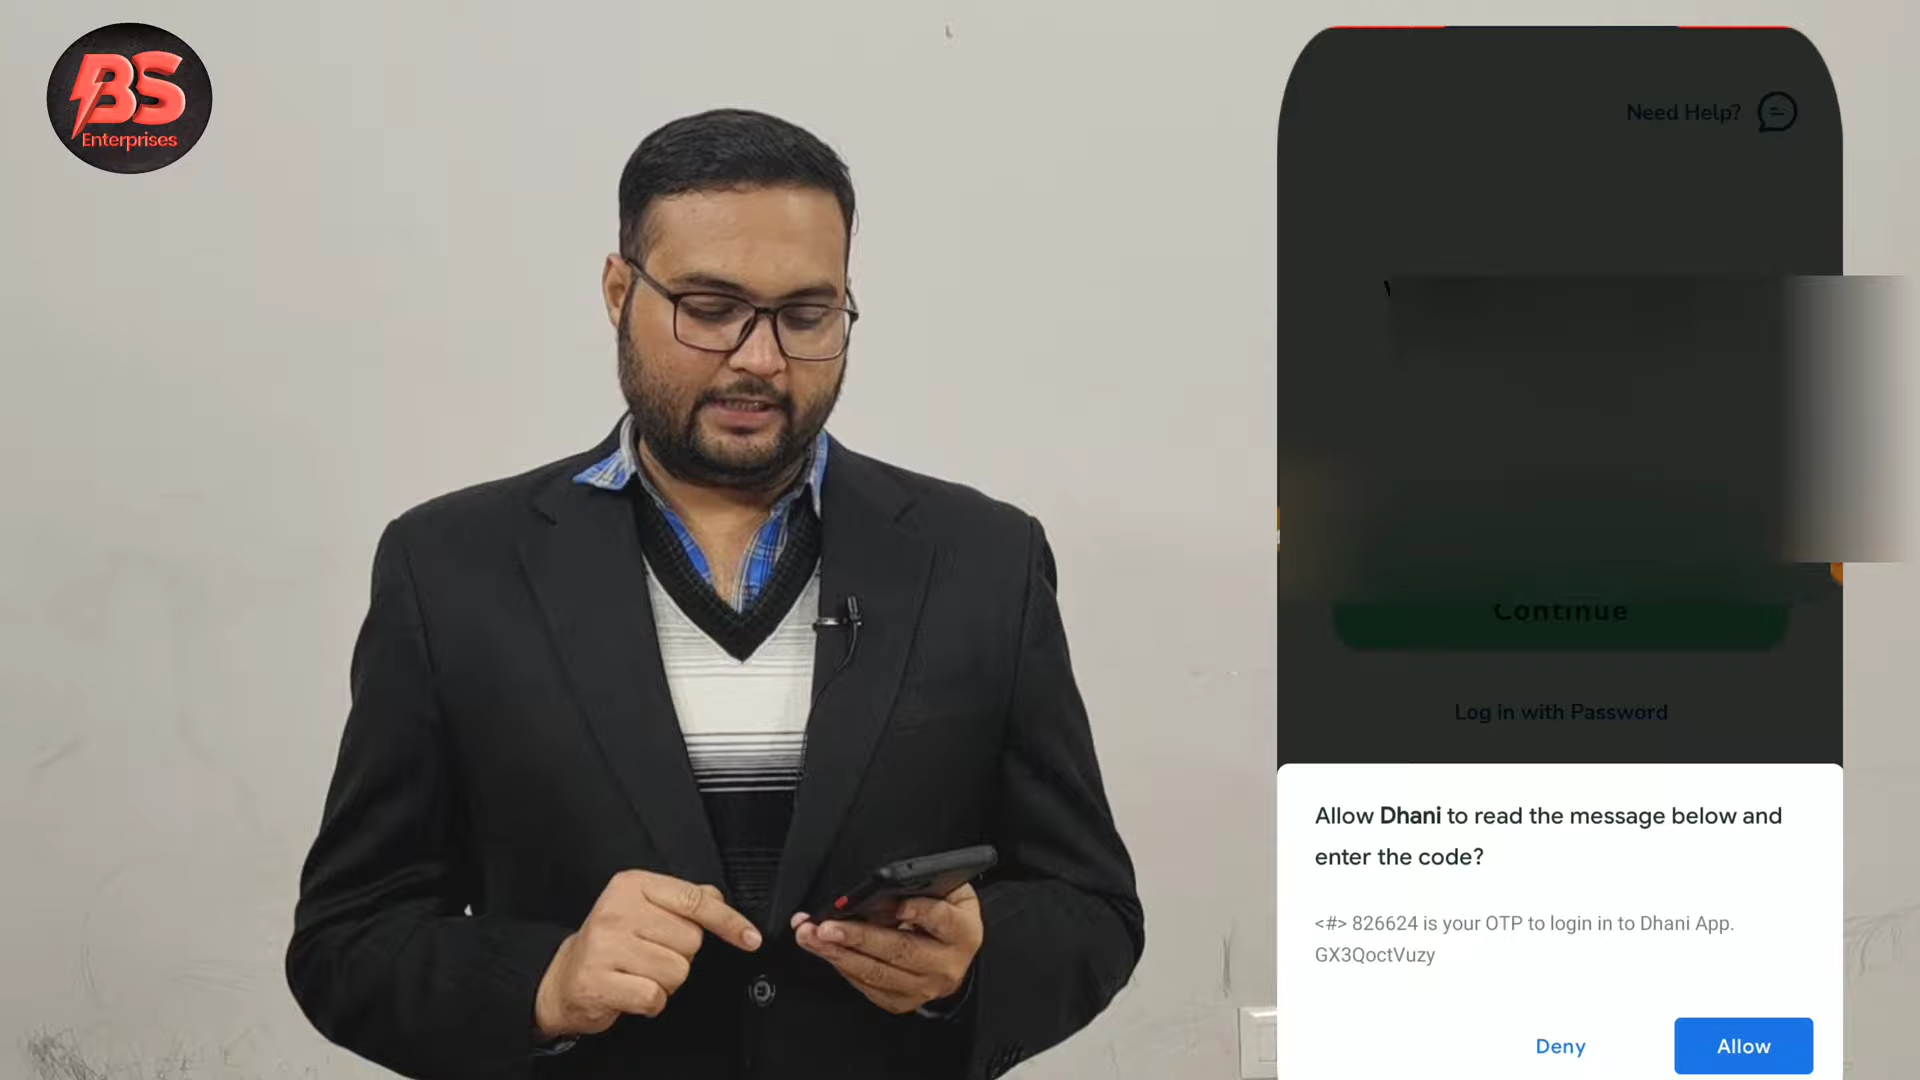 BS
Enterprises
Need Help?
Continue
Log in with Password
Allow Dhani to read the message below and
enter the code?
<#> 826624 is your OTP to login in to Dhani App.
GX3QoctVuzy
Deny
Allow